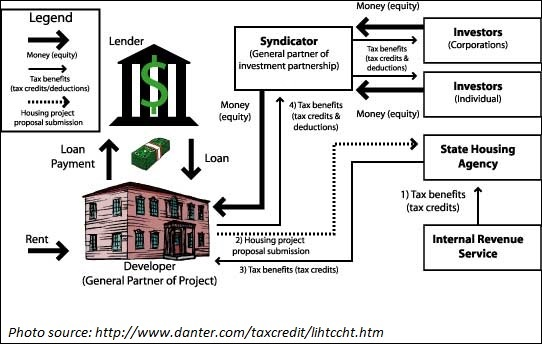 Legend
Money (equity)
Tax benefits
(tax credits/deductions)
Housing project
proposal submission
Lender
$
Loan
Payment
Loan
Rent
Developer
(General Partner of Project)
Syndicator
(General partner of
investment partnership)
Money
(equity)
4) Tax benefits
(tax credits &
deductions)
Money (equity)
Tax benefits
(tax credits &
deductions)
Money (equity)
Investors
(Corporations)
Investors
(Individual)
State Housing
Agency
1) Tax benefits
(tax credits)
Internal Revenue
Service
2) Housing project
proposal submission
3) Tax benefits (tax credits)
Photo source: http://www.danter.com/taxcredit/lihtccht.htm